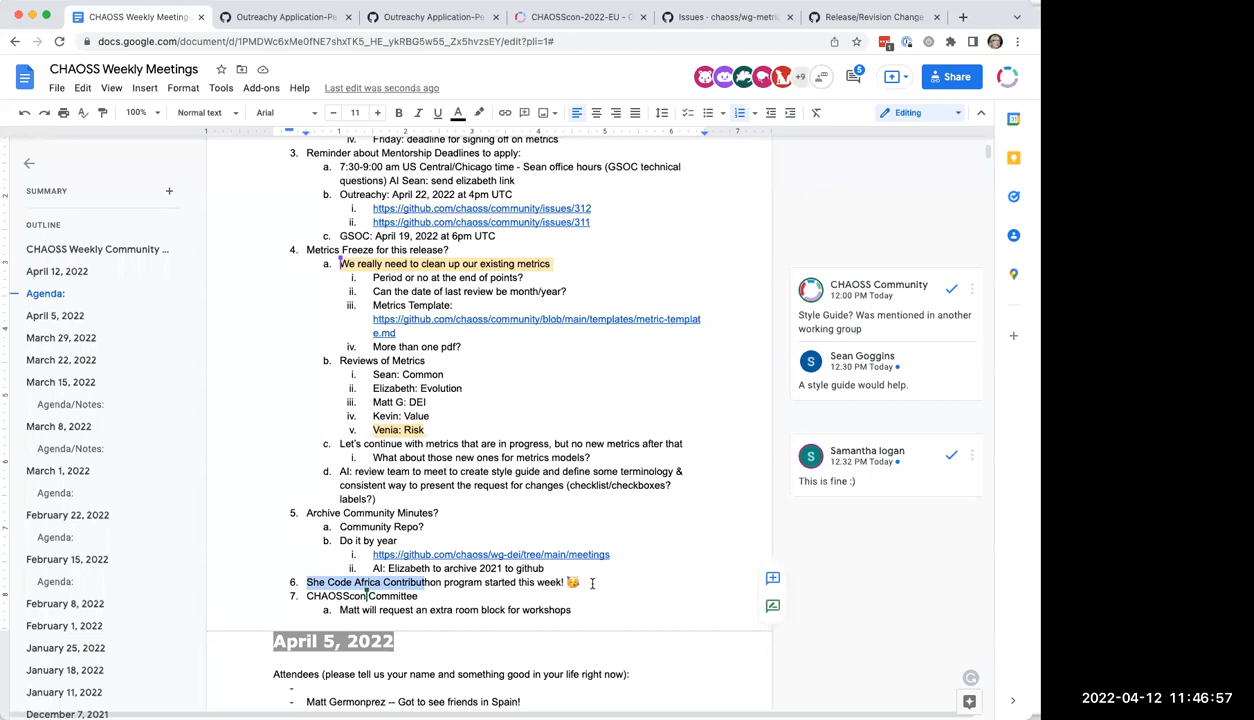 CHAOSS Weekly Meetings
Outreachy Application-Pe
Outreachy Application-Pe
CHAOSScon-2022-EU - C
Issues · chaoss/wg-metric
Release/Revision Change
docs.google.com/document/d/1PMDWc6xMe0fNE7shxTK5_HE_ykRBG5w55_Zx5hvzsEY/edit?pli=1#
1
CHAOSS Weekly Meetings
File Edit View Insert Format Tools Add-ons Help Last edit was seconds ago
+9
5
Share
100% Normal text Arial 11 B I U A Editing
1 1 2 3 4 5 6 7
iv. Friday: deadline for signing off on metrics
3. Reminder about Mentorship Deadlines to apply:
a. 7:30-9:00 am US Central/Chicago time - Sean office hours (GSOC technical
questions) AI Sean: send elizabeth link
b. Outreachy: April 22, 2022 at 4pm UTC
i. https://github.com/chaoss/community/issues/312
ii. https://github.com/chaoss/community/issues/311
c. GSOC: April 19, 2022 at 6pm UTC
4. Metrics Freeze for this release?
a. We really need to clean up our existing metrics
i. Period or no at the end of points?
ii. Can the date of last review be month/year?
iii. Metrics Template:
https://github.com/chaoss/community/blob/main/templates/metric-templat
e.md
iv. More than one pdf?
b. Reviews of Metrics
i. Sean: Common
ii. Elizabeth: Evolution
iii. Matt G: DEI
iv. Kevin: Value
v. Venia: Risk
c. Let's continue with metrics that are in progress, but no new metrics after that
i. What about those new ones for metrics models?
d. AI: review team to meet to create style guide and define some terminology &
consistent way to present the request for changes (checklist/checkboxes?
labels?)
5. Archive Community Minutes?
a. Community Repo?
b. Do it by year
i. https://github.com/chaoss/wg-dei/tree/main/meetings
ii. AI: Elizabeth to archive 2021 to github
6. She Code Africa Contributhon program started this week! 🥳
7. CHAOSScon Committee
a. Matt will request an extra room block for workshops
April 5, 2022
Attendees (please tell us your name and something good in your life right now):
-
- Matt Germonprez -- Got to see friends in Spain!
SUMMARY
OUTLINE
CHAOSS Weekly Community ...
April 12, 2022
Agenda:
April 5, 2022
March 29, 2022
March 22, 2022
March 15, 2022
Agenda/Notes:
March 8, 2022
Agenda/Notes:
March 1, 2022
Agenda:
February 22, 2022
Agenda:
February 15, 2022
Agenda:
February 8, 2022
February 1, 2022
January 25, 2022
January 18, 2022
January 11, 2022
December 7, 2021
CHAOSS Community
12:00 PM Today
Style Guide? Was mentioned in another
working group
S
Sean Goggins
12:30 PM Today
A style guide would help.
S
Samantha logan
12:32 PM Today
This is fine :)
2022-04-12 11:46:57